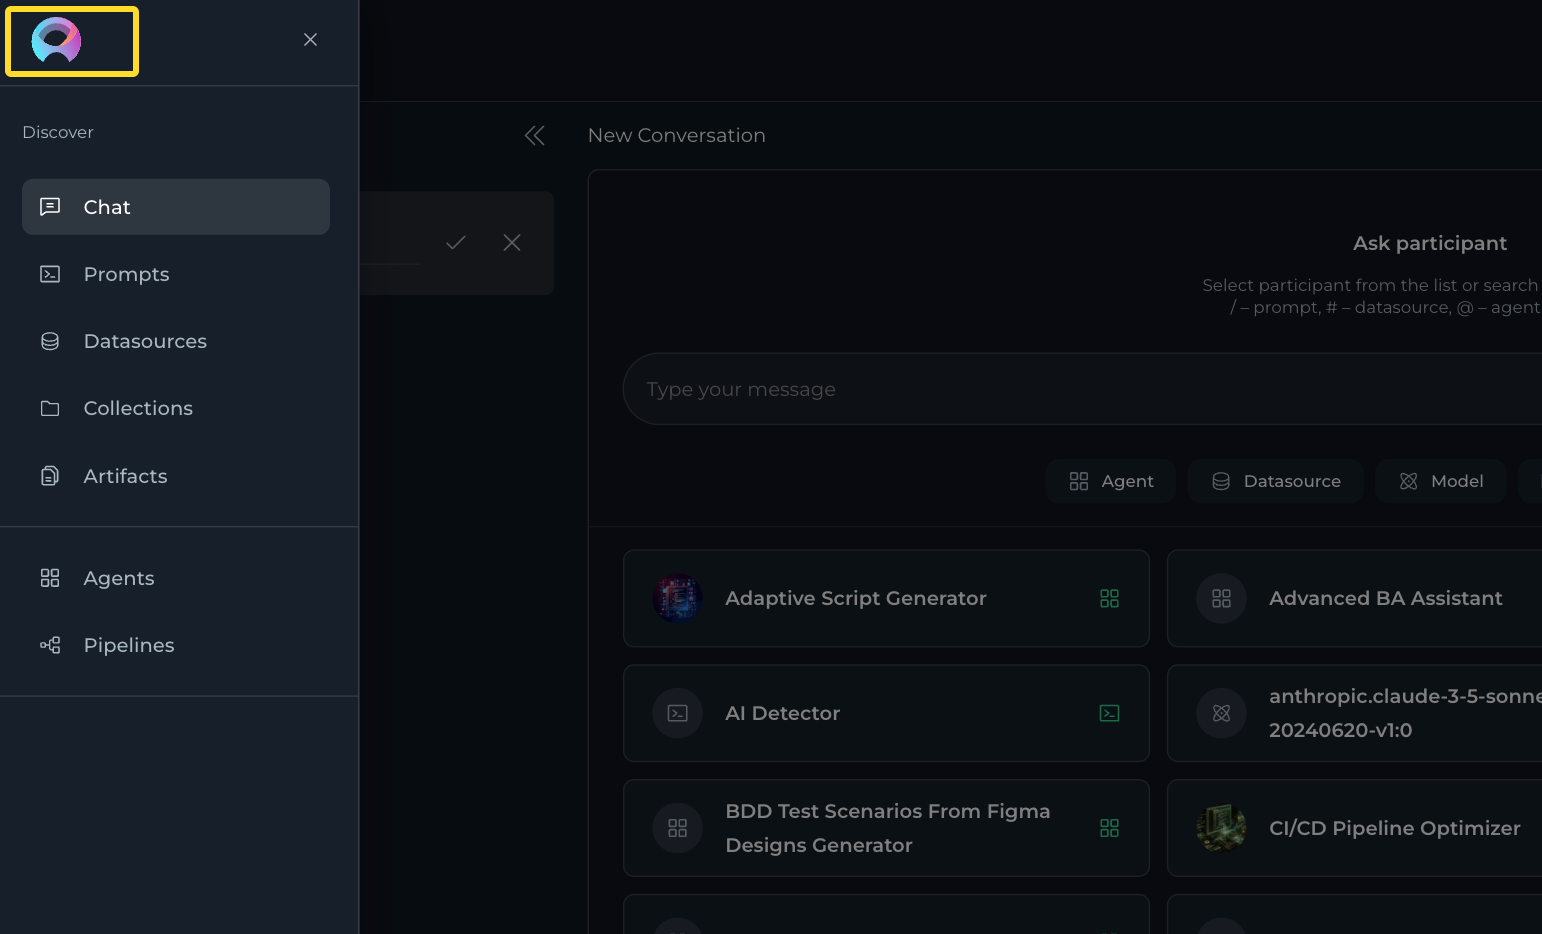 Discover
Chat
Prompts
Datasources
Collections
Artifacts
Agents
Pipelines
New Conversation
Ask participant
Select participant from the list or search
/ – prompt, # – datasource, @ – agent
Type your message
Agent
Datasource
Model
Adaptive Script Generator
Advanced BA Assistant
AI Detector
anthropic.claude-3-5-sonne
20240620-v1:0
BDD Test Scenarios From Figma
Designs Generator
CI/CD Pipeline Optimizer